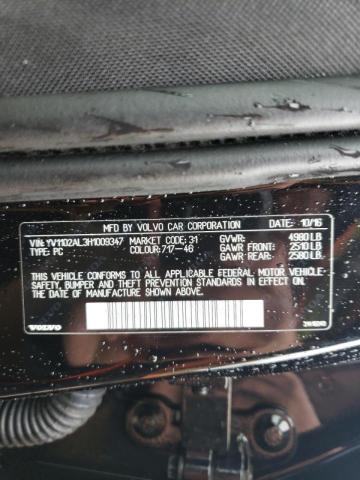 MFD BY VOLVO CAR CORPORATION DATE: 10/16
VIN: YV1102AL3H1009347 MARKET CODE: 31 GVWR: 4980 LB
TYPE: PC COLOUR: 717-46 GAWR FRONT: 2510 LB
GAWR REAR: 2580 LB
THIS VEHICLE CONFORMS TO ALL APPLICABLE FEDERAL MOTOR VEHICLE
SAFETY, BUMPER AND THEFT PREVENTION STANDARDS IN EFFECT
ON THE DATE OF MANUFACTURE SHOWN ABOVE.
VOLVO